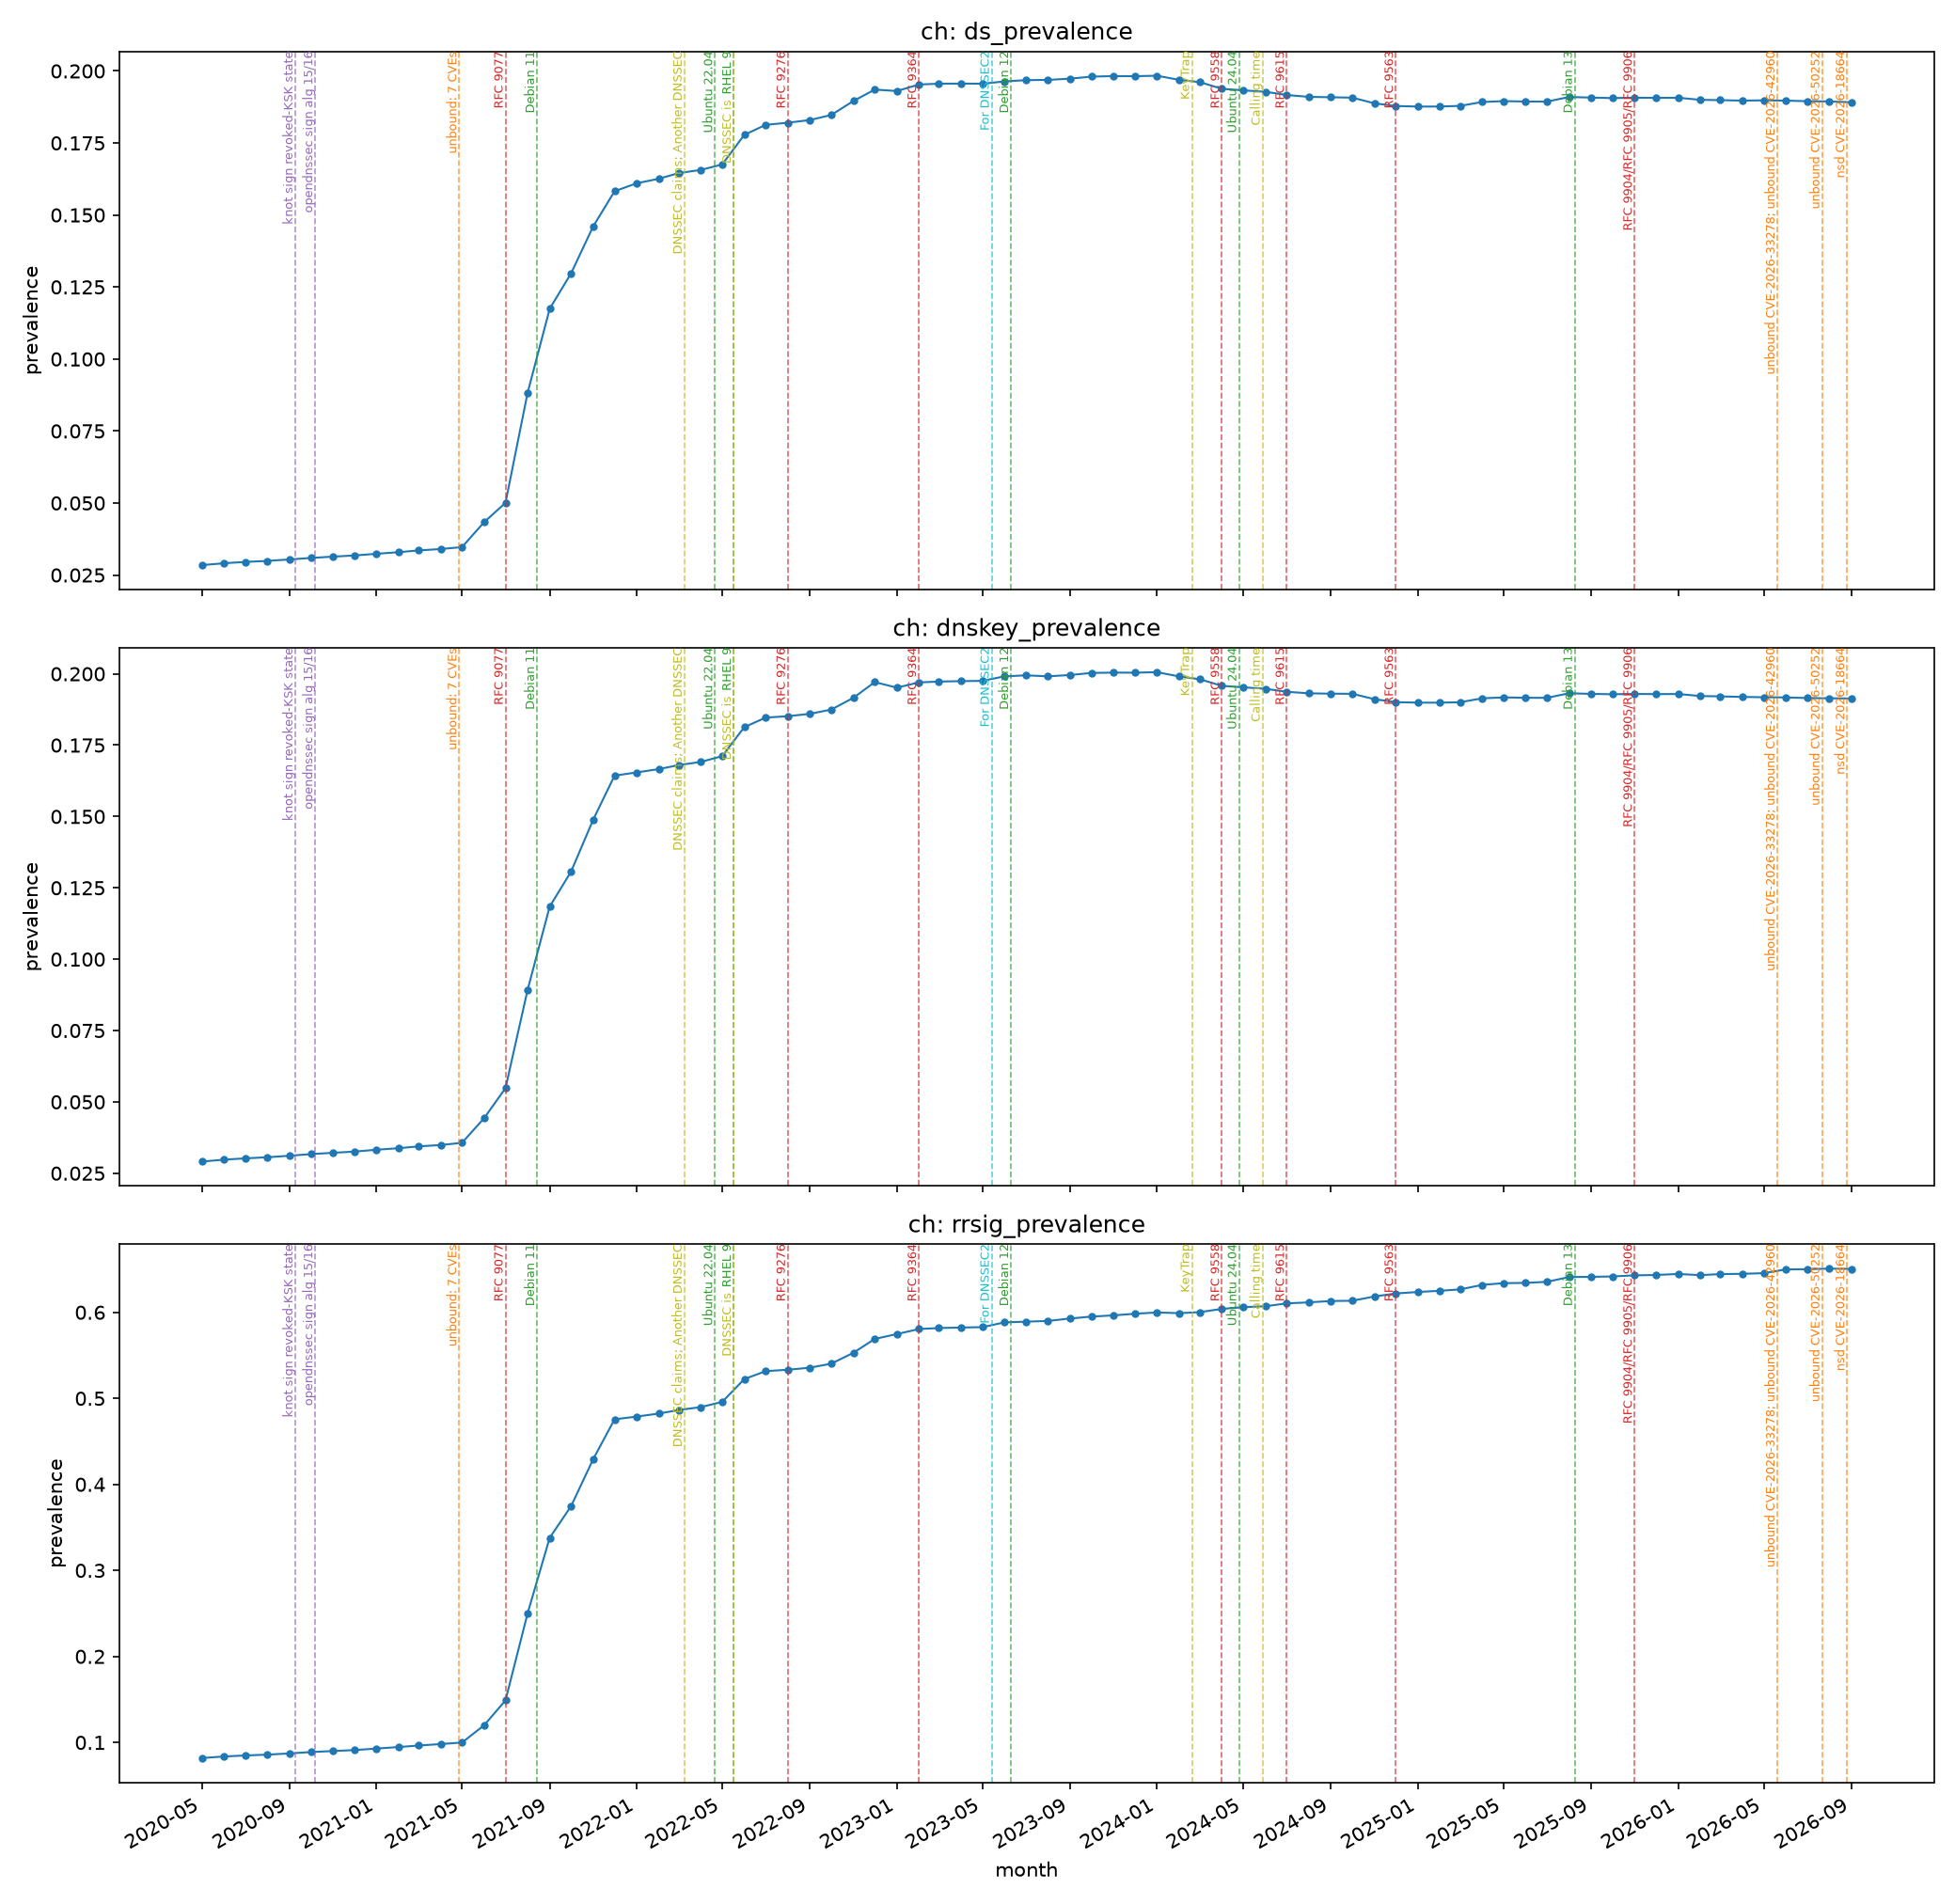 ch: ds_prevalence
prevalence
0.200
0.175
0.150
0.125
0.100
0.075
0.050
0.025
knot sign revoked-KSK state
opendnssec sign alg 15/16
unbound: 7 CVEs
RFC 9077
Debian 11
DNSSEC claims; Another DNSSEC
Ubuntu 22.04
DNSSEC is
RHEL 9
RFC 9276
RFC 9364
For DNSSEC2
Debian 12
KeyTrap
RFC 9558
Ubuntu 24.04
Calling time
RFC 9615
RFC 9563
Debian 13
RFC 9904/RFC 9905/RFC 9906
unbound CVE-2026-33278; unbound CVE-2026-42960
unbound CVE-2026-50252
nsd CVE-2026-18664
ch: dnskey_prevalence
prevalence
0.200
0.175
0.150
0.125
0.100
0.075
0.050
0.025
knot sign revoked-KSK state
opendnssec sign alg 15/16
unbound: 7 CVEs
RFC 9077
Debian 11
DNSSEC claims; Another DNSSEC
Ubuntu 22.04
DNSSEC is
RHEL 9
RFC 9276
RFC 9364
For DNSSEC2
Debian 12
KeyTrap
RFC 9558
Ubuntu 24.04
Calling time
RFC 9615
RFC 9563
Debian 13
RFC 9904/RFC 9905/RFC 9906
unbound CVE-2026-33278; unbound CVE-2026-42960
unbound CVE-2026-50252
nsd CVE-2026-18664
ch: rrsig_prevalence
prevalence
0.6
0.5
0.4
0.3
0.2
0.1
knot sign revoked-KSK state
opendnssec sign alg 15/16
unbound: 7 CVEs
RFC 9077
Debian 11
DNSSEC claims; Another DNSSEC
Ubuntu 22.04
DNSSEC is
RHEL 9
RFC 9276
RFC 9364
For DNSSEC2
Debian 12
KeyTrap
RFC 9558
Ubuntu 24.04
Calling time
RFC 9615
RFC 9563
Debian 13
RFC 9904/RFC 9905/RFC 9906
unbound CVE-2026-33278; unbound CVE-2026-42960
unbound CVE-2026-50252
nsd CVE-2026-18664
2020-05
2020-09
2021-01
2021-05
2021-09
2022-01
2022-05
2022-09
2023-01
2023-05
2023-09
2024-01
2024-05
2024-09
2025-01
2025-05
2025-09
2026-01
2026-05
2026-09
month